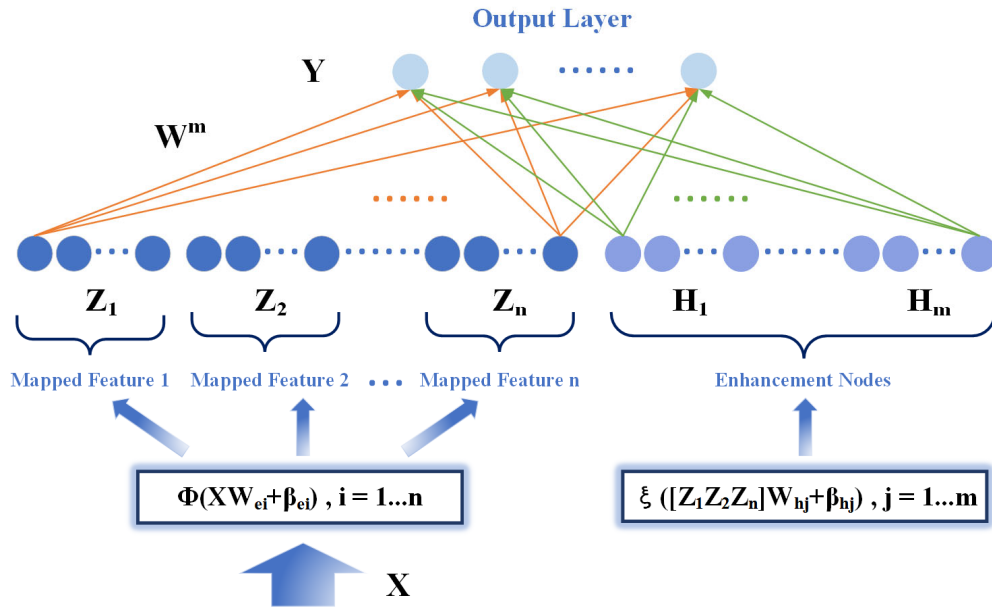 Output Layer
Y
W^m
Z_1 Z_2 Z_n H_1 H_m
Mapped Feature 1 Mapped Feature 2 ... Mapped Feature n Enhancement Nodes
Φ(XW_ei+β_ei) , i = 1...n
ξ ([Z_1Z_2Z_n]W_hj+β_hj) , j = 1...m
X